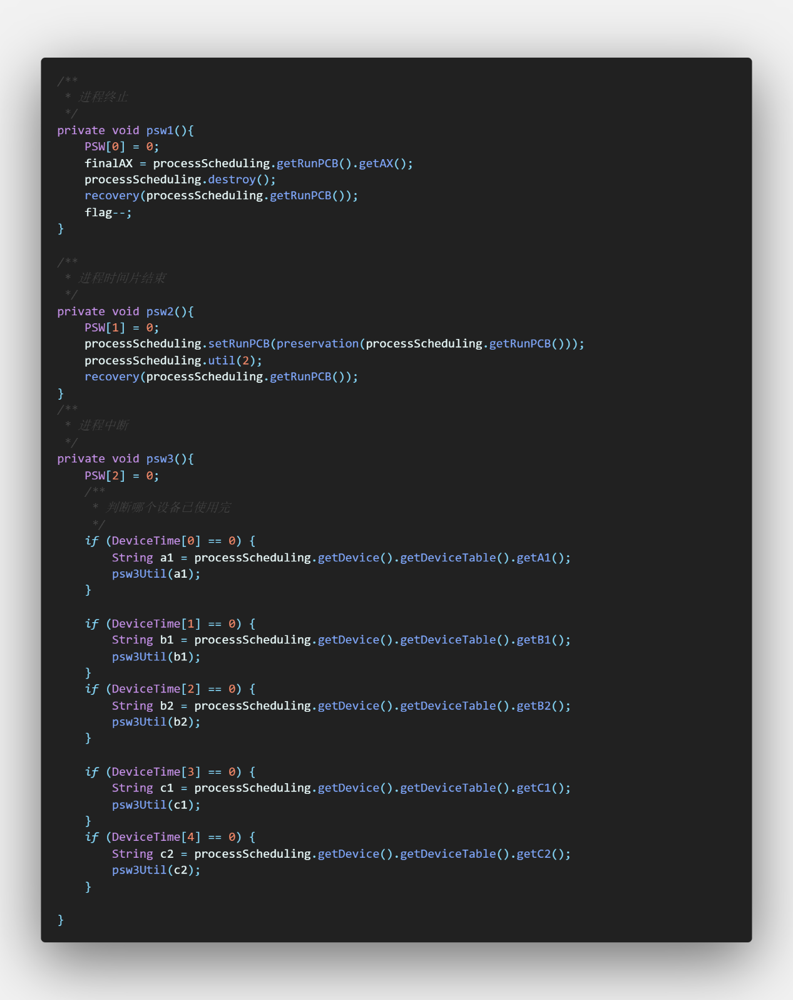 /**
 * 进程终止
 */
private void psw1(){
    PSW[0] = 0;
    finalAX = processScheduling.getRunPCB().getAX();
    processScheduling.destroy();
    recovery(processScheduling.getRunPCB());
    flag--;
}
/**
 * 进程时间片结束
 */
private void psw2(){
    PSW[1] = 0;
    processScheduling.setRunPCB(preservation(processScheduling.getRunPCB()));
    processScheduling.util(2);
    recovery(processScheduling.getRunPCB());
}
/**
 * 进程中断
 */
private void psw3(){
    PSW[2] = 0;
    /**
     * 判断哪个设备已使用完
     */
    if (DeviceTime[0] == 0) {
        String a1 = processScheduling.getDevice().getDeviceTable().getA1();
        psw3Util(a1);
    }
    if (DeviceTime[1] == 0) {
        String b1 = processScheduling.getDevice().getDeviceTable().getB1();
        psw3Util(b1);
    }
    if (DeviceTime[2] == 0) {
        String b2 = processScheduling.getDevice().getDeviceTable().getB2();
        psw3Util(b2);
    }
    if (DeviceTime[3] == 0) {
        String c1 = processScheduling.getDevice().getDeviceTable().getC1();
        psw3Util(c1);
    }
    if (DeviceTime[4] == 0) {
        String c2 = processScheduling.getDevice().getDeviceTable().getC2();
        psw3Util(c2);
    }
}